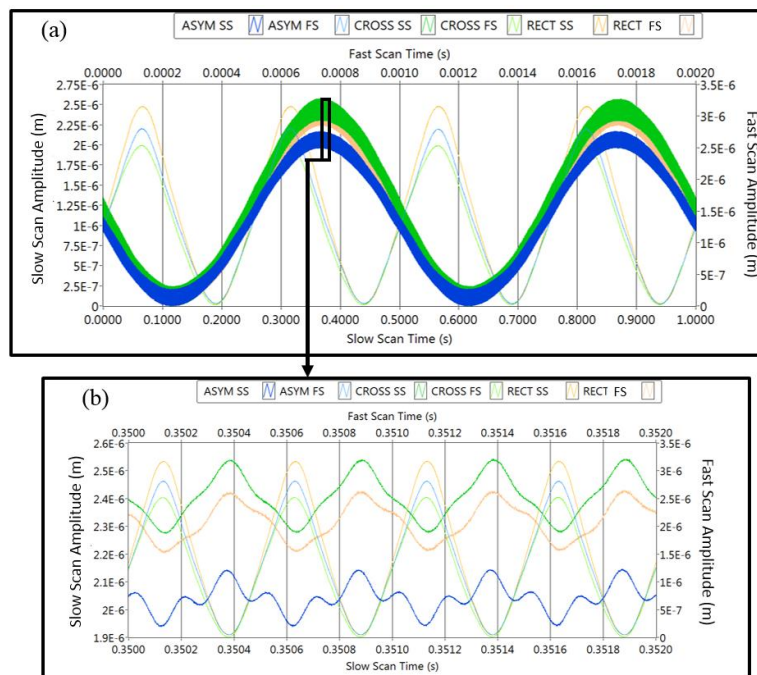 (a)
ASYM SS ASYM FS CROSS SS CROSS FS RECT SS RECT FS
Fast Scan Time (s)
0.0000 0.0002 0.0004 0.0006 0.0008 0.0010 0.0012 0.0014 0.0016 0.0018 0.0020
Slow Scan Amplitude (m)
2.75E-6
2.5E-6
2.25E-6
2E-6
1.75E-6
1.5E-6
1.25E-6
1E-6
7.5E-7
5E-7
2.5E-7
0
3.5E-6
3E-6
2.5E-6
2E-6
1.5E-6
1E-6
5E-7
0
Fast Scan Amplitude (m)
0.0000 0.1000 0.2000 0.3000 0.4000 0.5000 0.6000 0.7000 0.8000 0.9000 1.0000
Slow Scan Time (s)
(b)
ASYM SS ASYM FS CROSS SS CROSS FS RECT SS RECT FS
Fast Scan Time (s)
0.3500 0.3502 0.3504 0.3506 0.3508 0.3510 0.3512 0.3514 0.3516 0.3518 0.3520
Slow Scan Amplitude (m)
2.6E-6
2.5E-6
2.4E-6
2.3E-6
2.2E-6
2.1E-6
2E-6
1.9E-6
3.5E-6
3E-6
2.5E-6
2E-6
1.5E-6
1E-6
5E-7
0
Fast Scan Amplitude (m)
0.3500 0.3502 0.3504 0.3506 0.3508 0.3510 0.3512 0.3514 0.3516 0.3518 0.3520
Slow Scan Time (s)